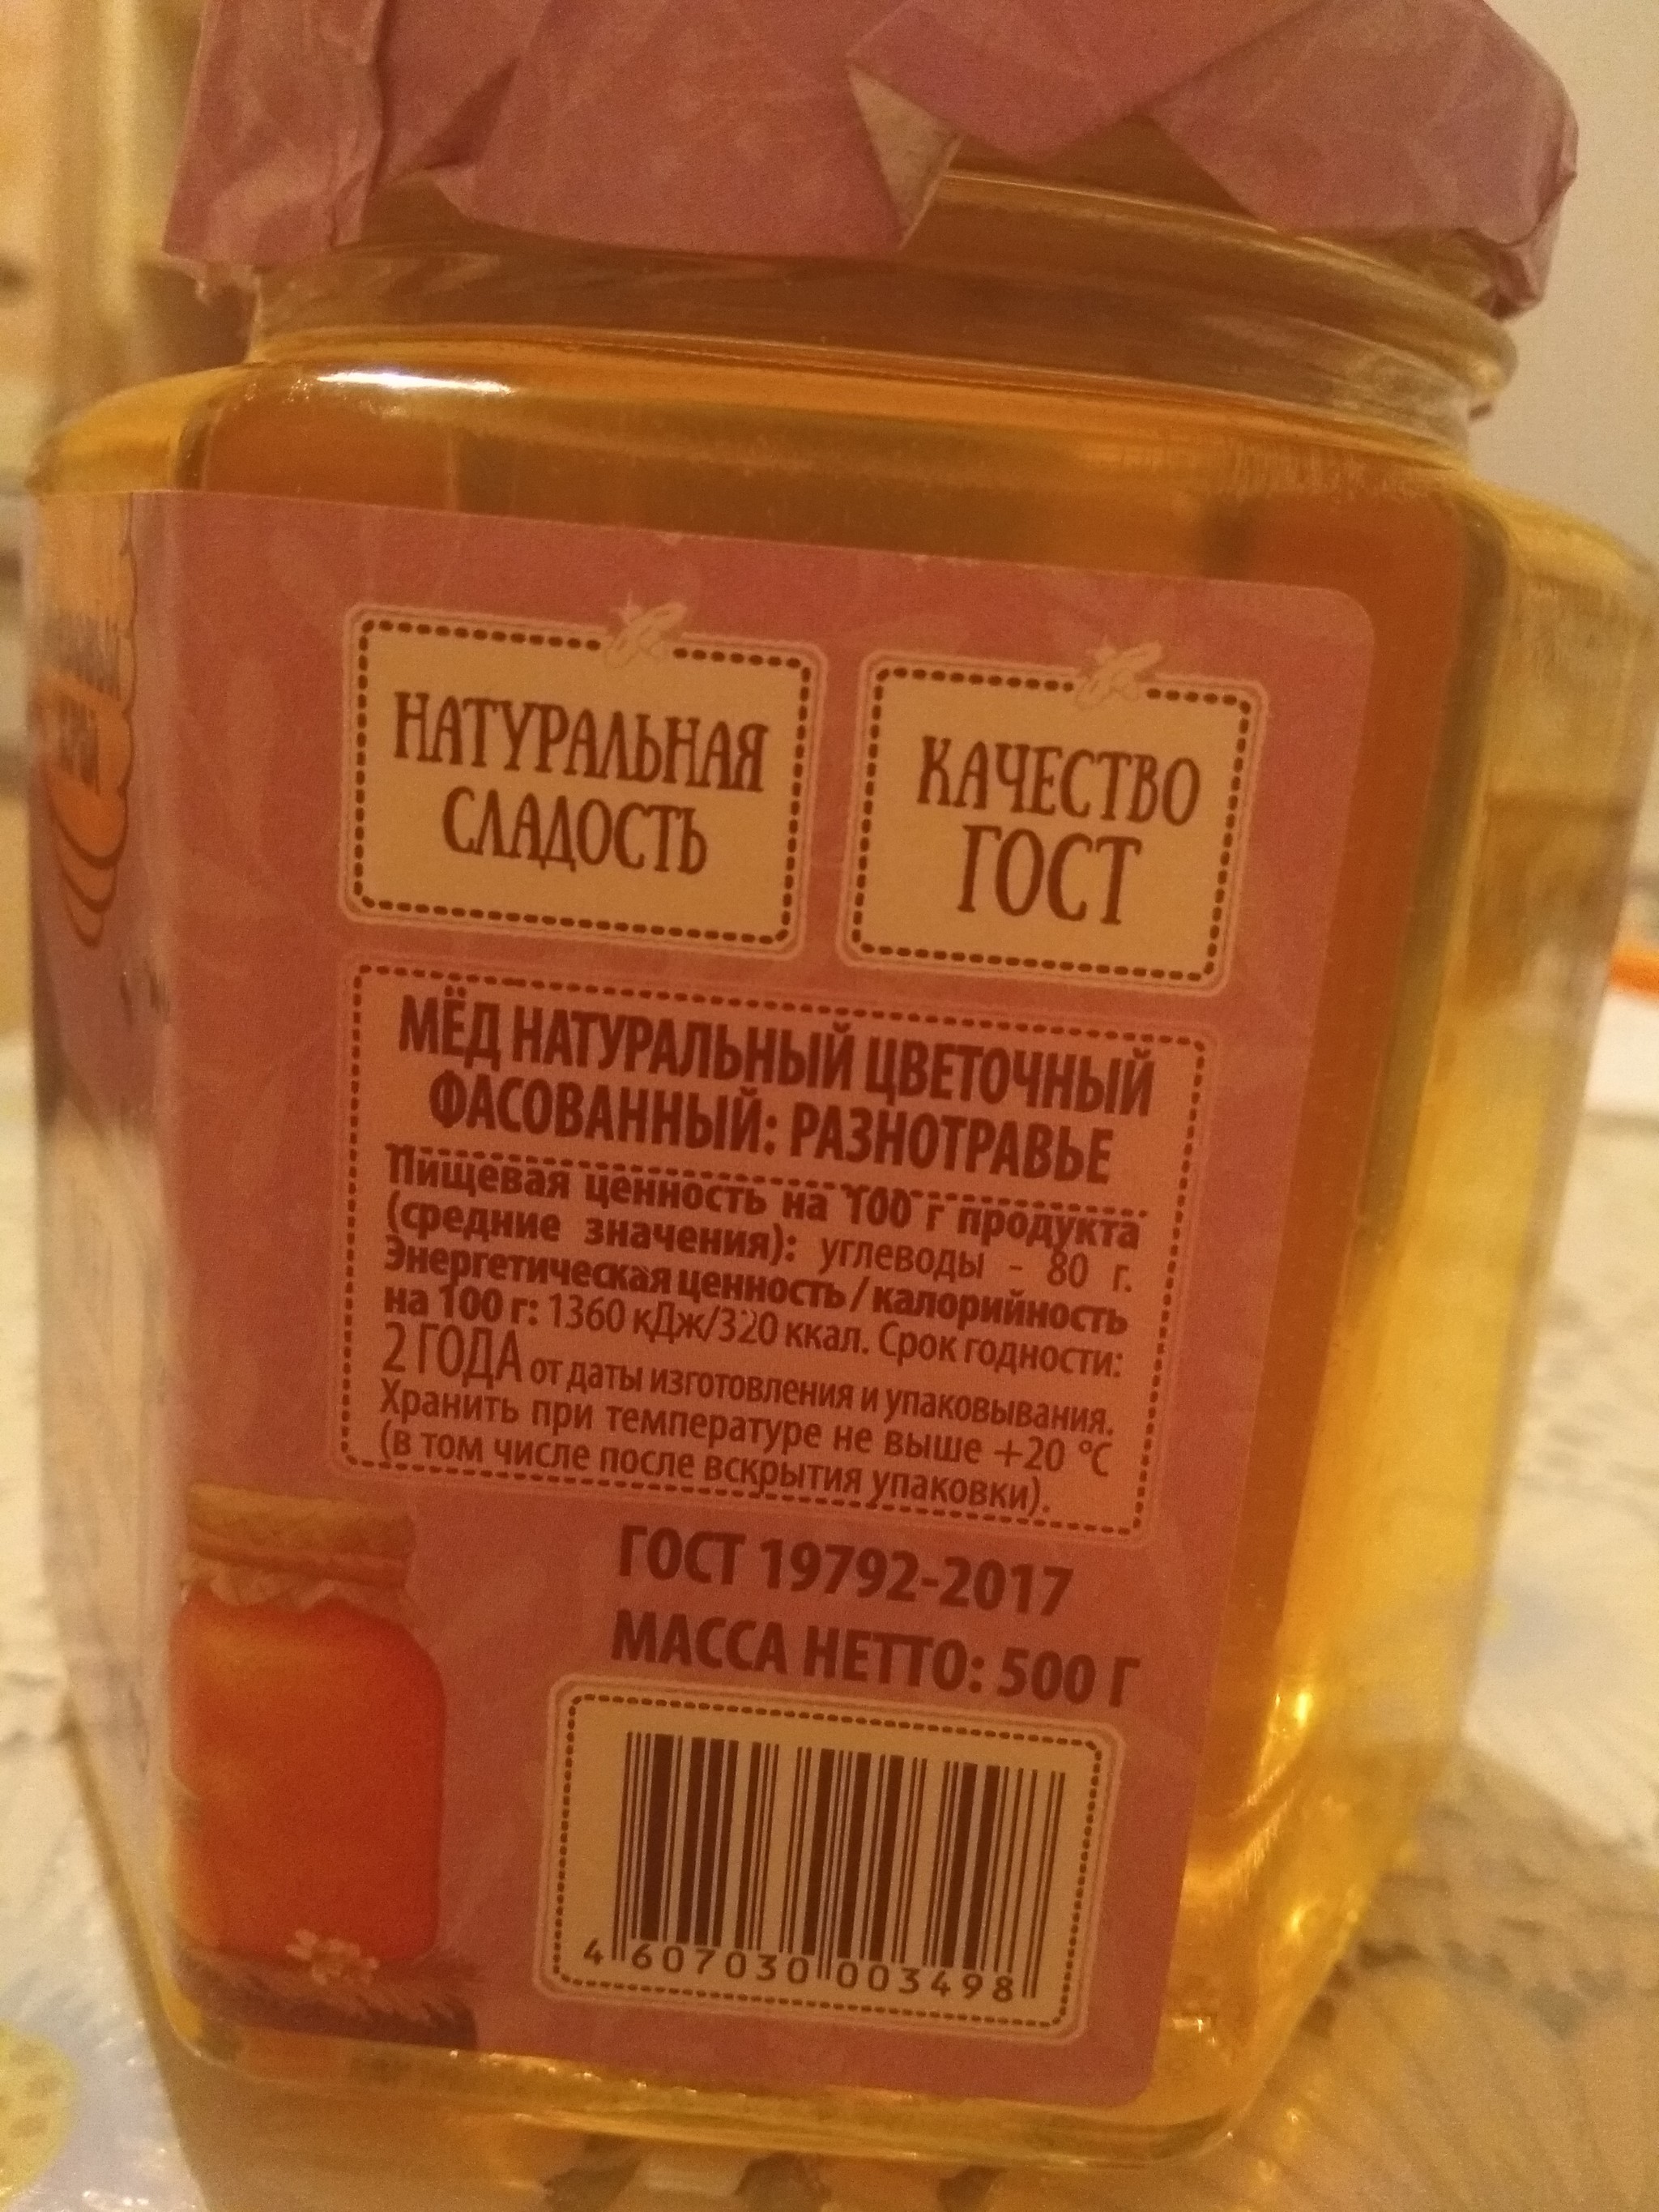 НАТУРАЛЬНАЯ
СЛАДОСТЬ
КАЧЕСТВО
ГОСТ
МЁД НАТУРАЛЬНЫЙ ЦВЕТОЧНЫЙ
ФАСОВАННЫЙ: РАЗНОТРАВЬЕ
Пищевая ценность на 100 г продукта
(средние значения): углеводы - 80 г.
Энергетическая ценность / калорийность
на 100 г: 1360 кДж/320 ккал. Срок годности:
2 ГОДА от даты изготовления и упаковывания.
Хранить при температуре не выше +20 °С
(в том числе после вскрытия упаковки).
ГОСТ 19792-2017
МАССА НЕТТО: 500 Г
4 607030 003498